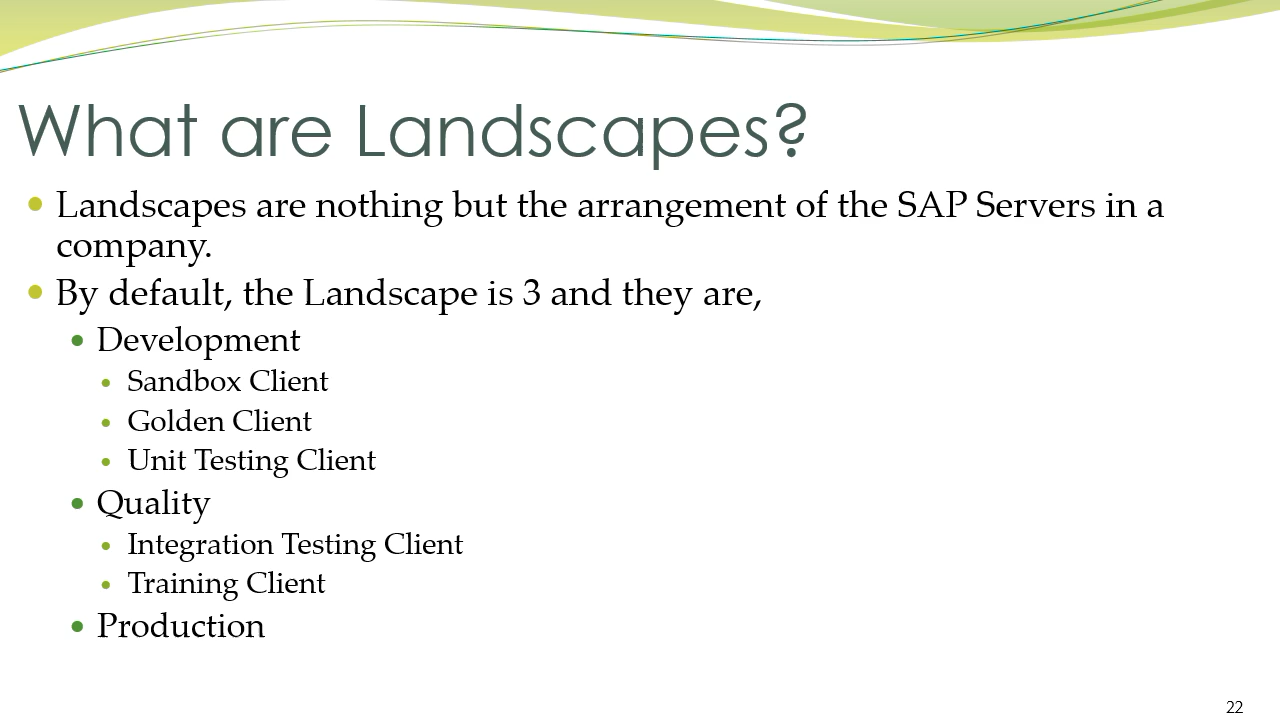 What are Landscapes?
Landscapes are nothing but the arrangement of the SAP Servers in a
company.
By default, the Landscape is 3 and they are,
Development
Sandbox Client
Golden Client
Unit Testing Client
Quality
Integration Testing Client
Training Client
Production
22